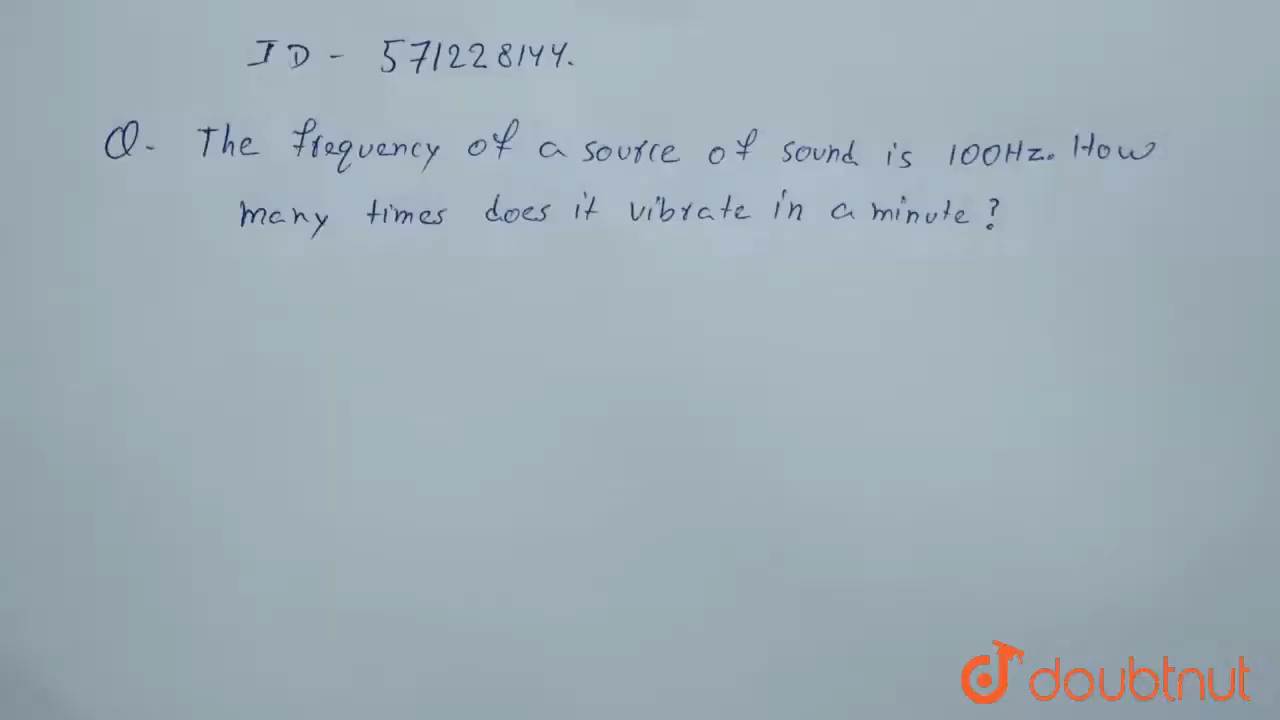 ID - 571228144.
Q. The frequency of a source of sound is 100Hz. How
many times does it vibrate in a minute?
doubtnut